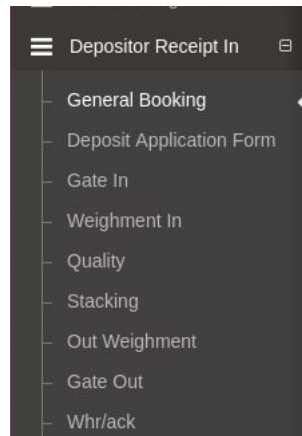 Depositor Receipt In
General Booking
Deposit Application Form
Gate In
Weighment In
Quality
Stacking
Out Weighment
Gate Out
Whr/ack